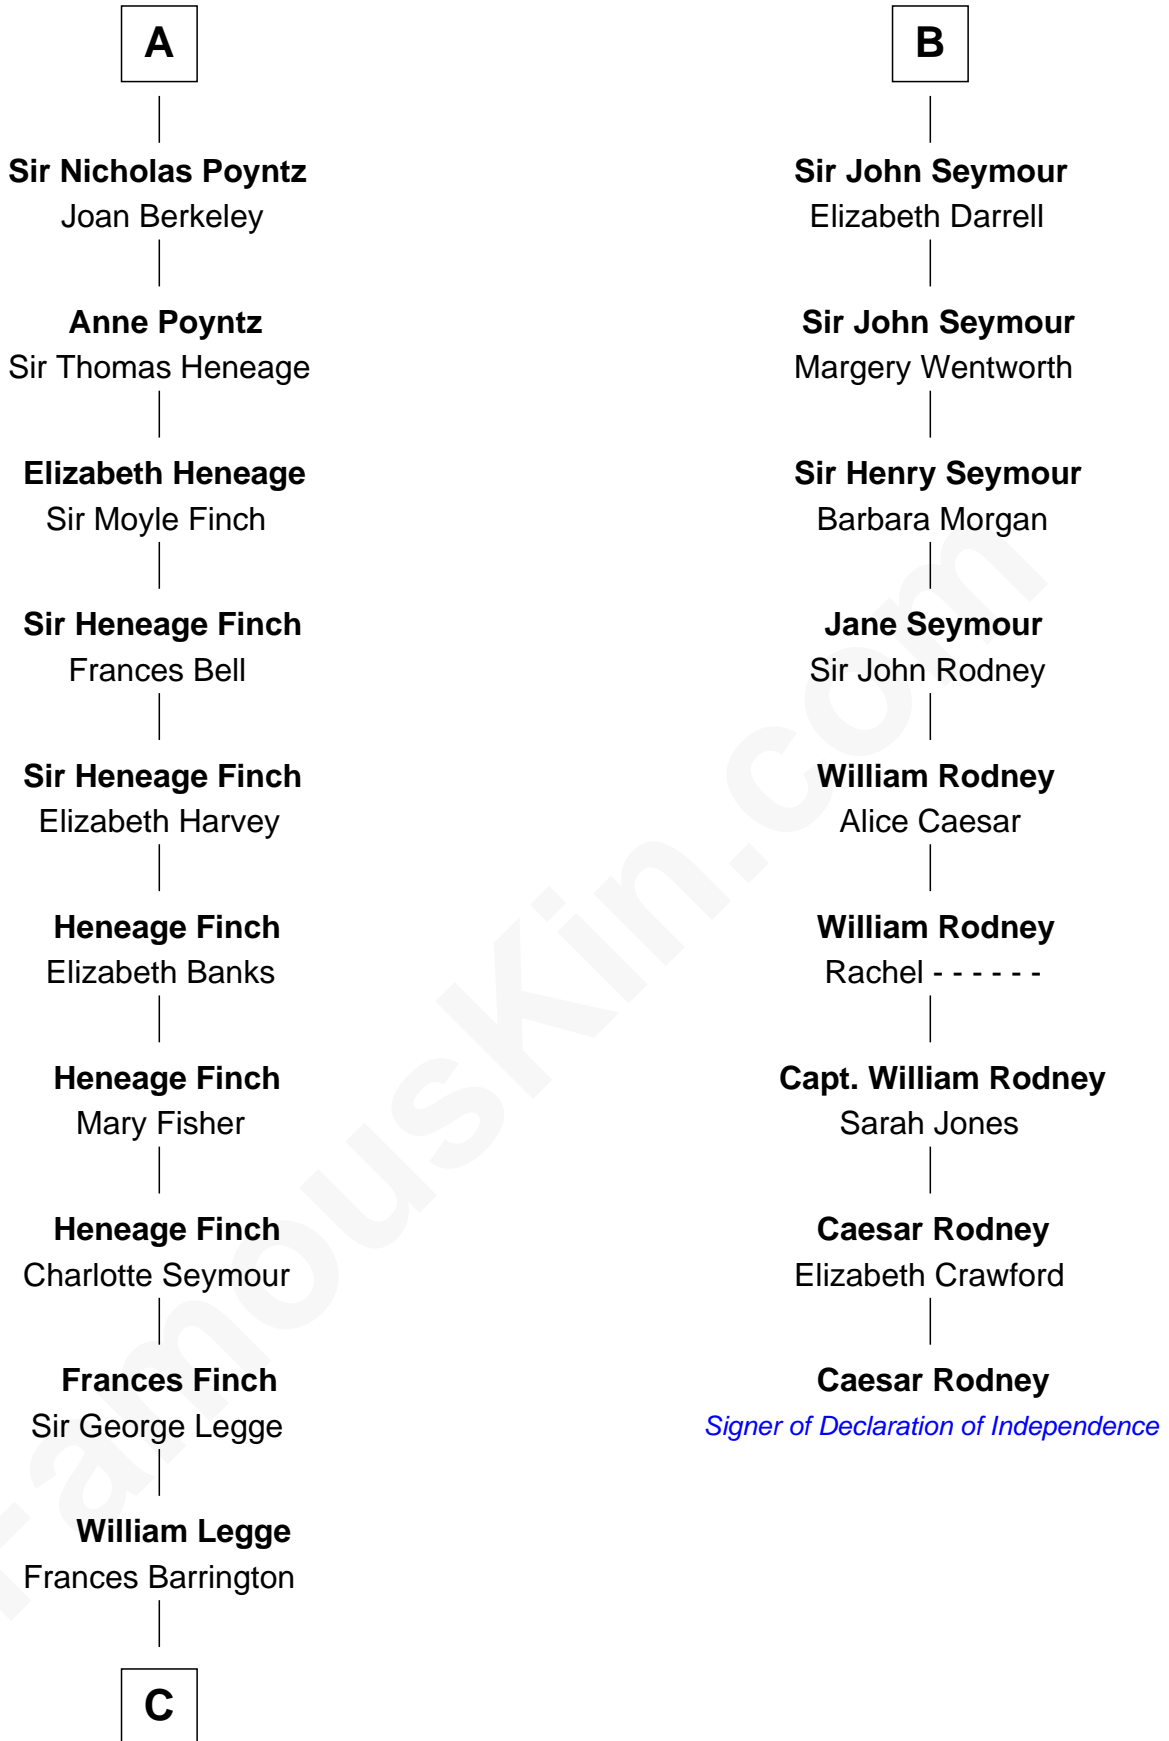 A
Sir Nicholas Poyntz
Joan Berkeley
Anne Poyntz
Sir Thomas Heneage
Elizabeth Heneage
Sir Moyle Finch
Sir Heneage Finch
Frances Bell
Sir Heneage Finch
Elizabeth Harvey
Heneage Finch
Elizabeth Banks
Heneage Finch
Mary Fisher
Heneage Finch
Charlotte Seymour
Frances Finch
Sir George Legge
William Legge
Frances Barrington
C
B
Sir John Seymour
Elizabeth Darrell
Sir John Seymour
Margery Wentworth
Sir Henry Seymour
Barbara Morgan
Jane Seymour
Sir John Rodney
William Rodney
Alice Caesar
William Rodney
Rachel - - - - - -
Capt. William Rodney
Sarah Jones
Caesar Rodney
Elizabeth Crawford
Caesar Rodney
Signer of Declaration of Independence
FamousKin.com